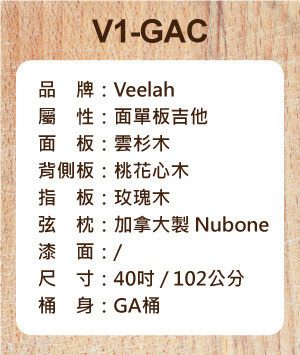 V1-GAC
品　牌：Veelah
屬　性：面單板吉他
面　板：雲杉木
背側板：桃花心木
指　板：玫瑰木
弦　枕：加拿大製 Nubone
漆　面：/
尺　寸：40吋 / 102公分
桶　身：GA桶